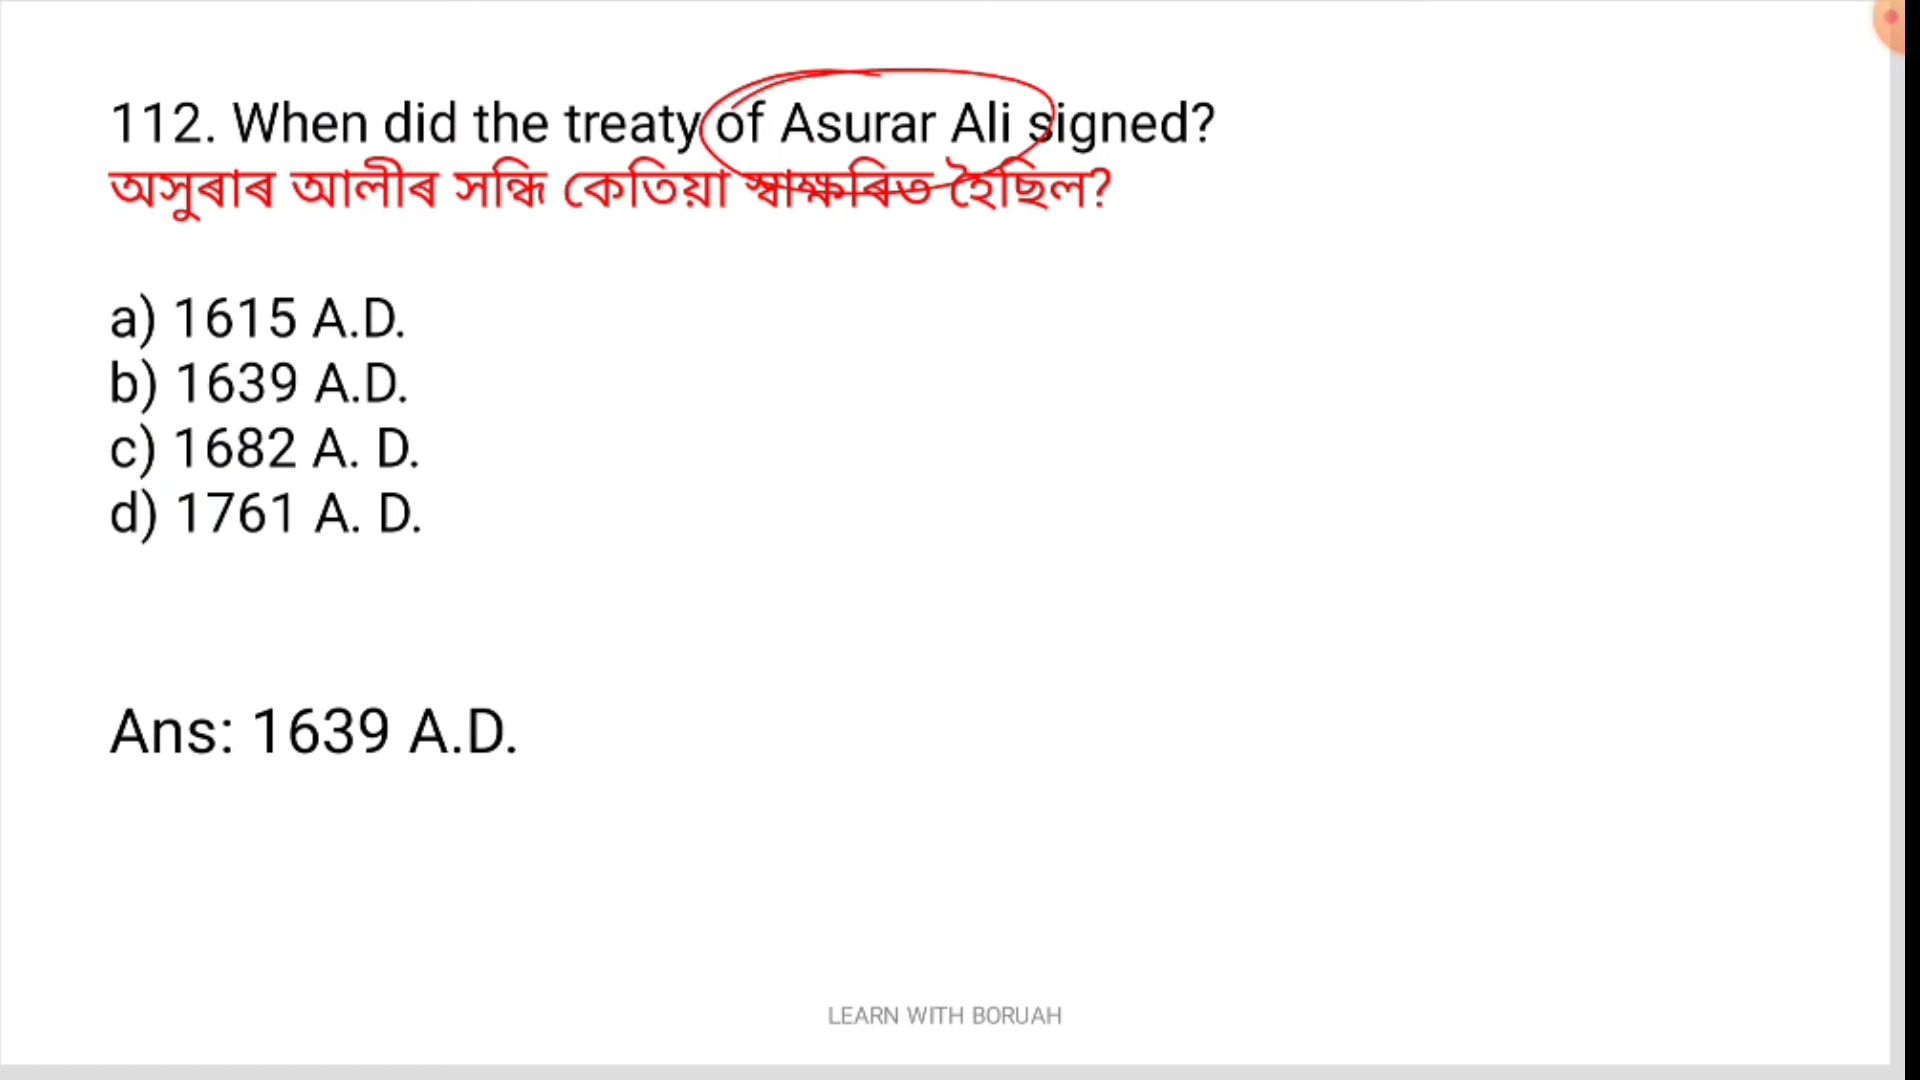 112. When did the treaty of Asurar Ali signed?
অসুৰাৰ আলীৰ সন্ধি কেতিয়া স্বাক্ষৰিত হৈছিল?
a) 1615 A.D.
b) 1639 A.D.
c) 1682 A. D.
d) 1761 A. D.
Ans: 1639 A.D.
LEARN WITH BORUAH